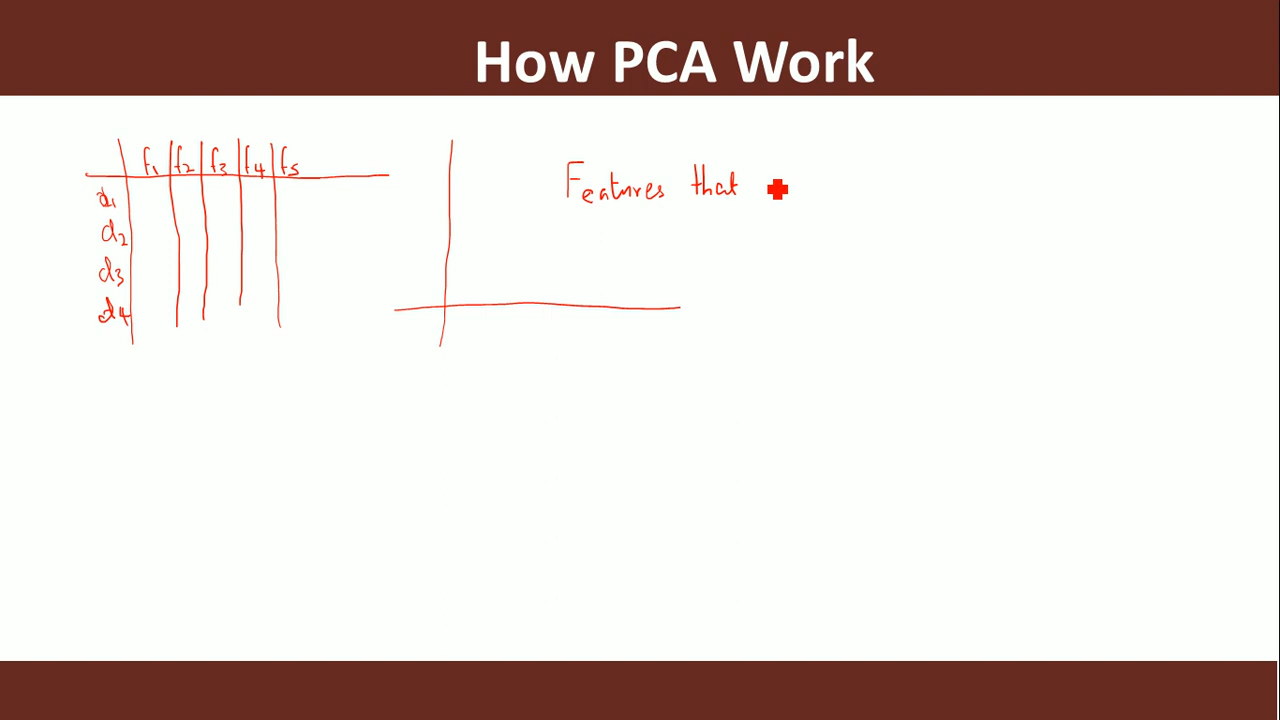 How PCA Work
f1 f2 f3 f4 f5
d1
d2
d3
d4
Features that